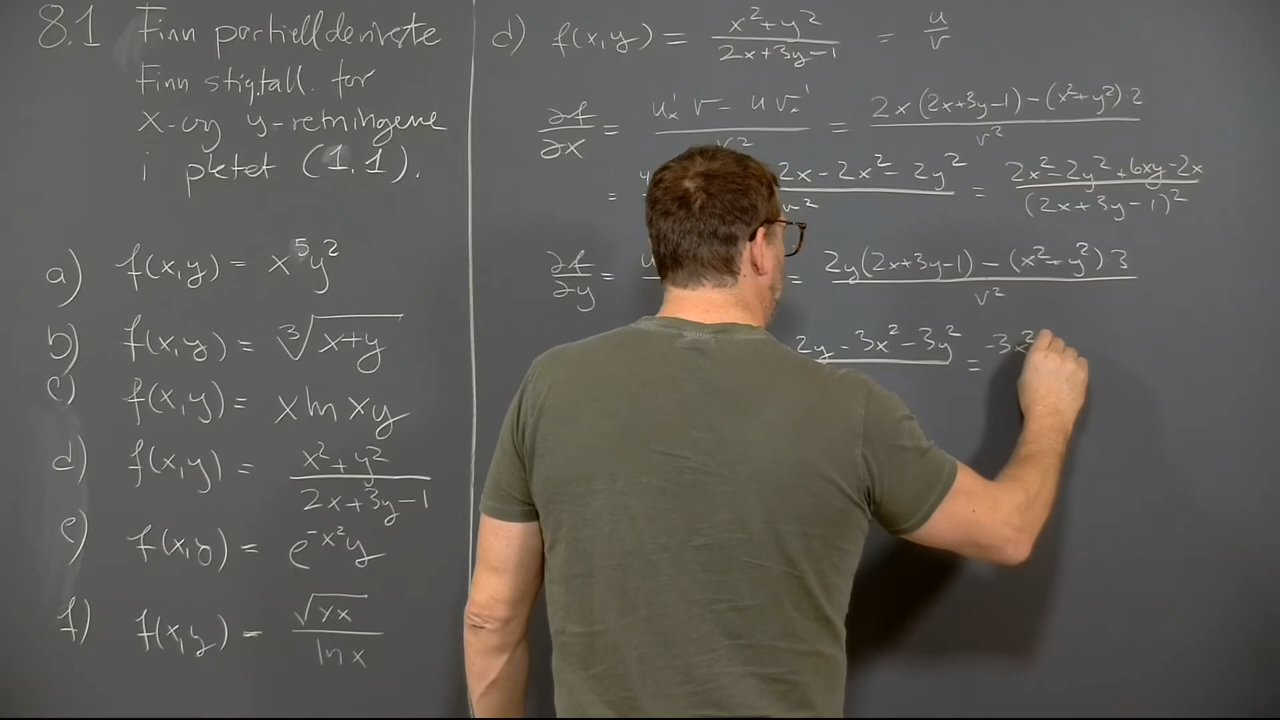 8.1 Finn partiellderiverte
Finn stigtall for
x- og y-retningene
i pktet (1,1).
a) f(x,y) = x⁵y²
b) f(x,y) = ∛(x+y)
c) f(x,y) = x ln xy
d) f(x,y) = (x²+y²)/(2x+3y-1)
e) f(x,y) = e^(-x²y)
f) f(x,y) = √(yx)/ln x
d) f(x,y) = (x²+y²)/(2x+3y-1) = u/v
∂f/∂x = (u'ₓ v - u vₓ')/v² = (2x(2x+3y-1) - (x²+y²)·2)/v²
= 2x - 2x² - 2y² / v² = (2x²-2y²+6xy-2x)/(2x+3y-1)²
∂f/∂y = = (2y(2x+3y-1) - (x²+y²)·3)/v²
2y - 3x² - 3y² = -3x²